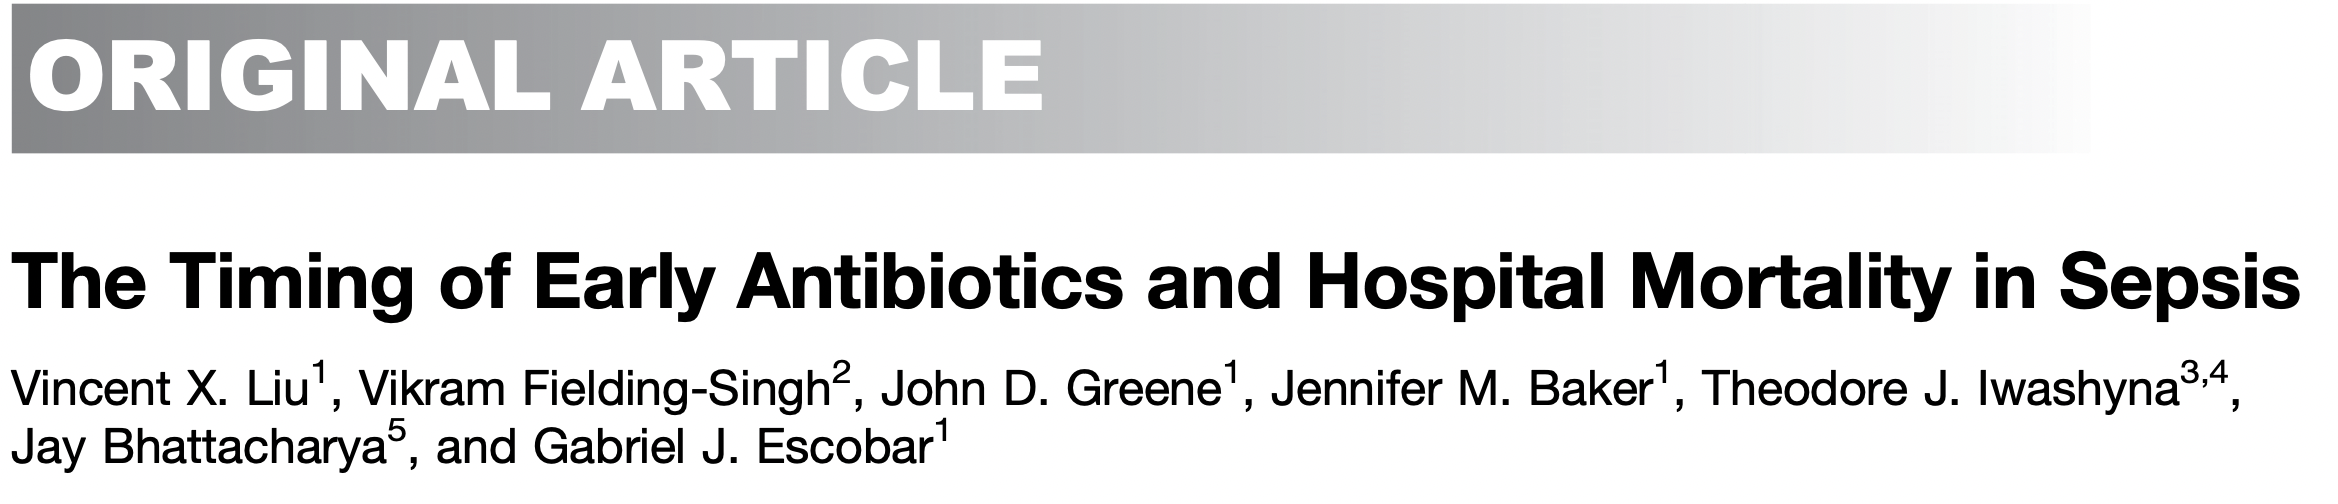 ORIGINAL ARTICLE
The Timing of Early Antibiotics and Hospital Mortality in Sepsis
Vincent X. Liu1, Vikram Fielding-Singh2, John D. Greene1, Jennifer M. Baker1, Theodore J. Iwashyna3,4,
Jay Bhattacharya5, and Gabriel J. Escobar1